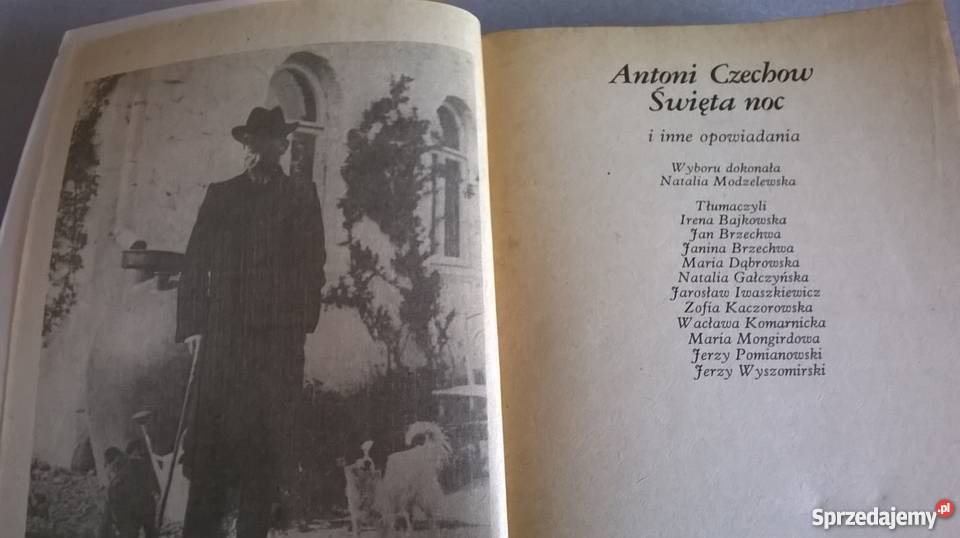 Antoni Czechow
Święta noc
i inne opowiadania
Wyboru dokonała
Natalia Modzelewska
Tłumaczyli
Irena Bajkowska
Jan Brzechwa
Janina Brzechwa
Maria Dąbrowska
Natalia Gałczyńska
Jarosław Iwaszkiewicz
Zofia Kaczorowska
Wacława Komarnicka
Maria Mongirdowa
Jerzy Pomianowski
Jerzy Wyszomirski
Sprzedajemy.pl